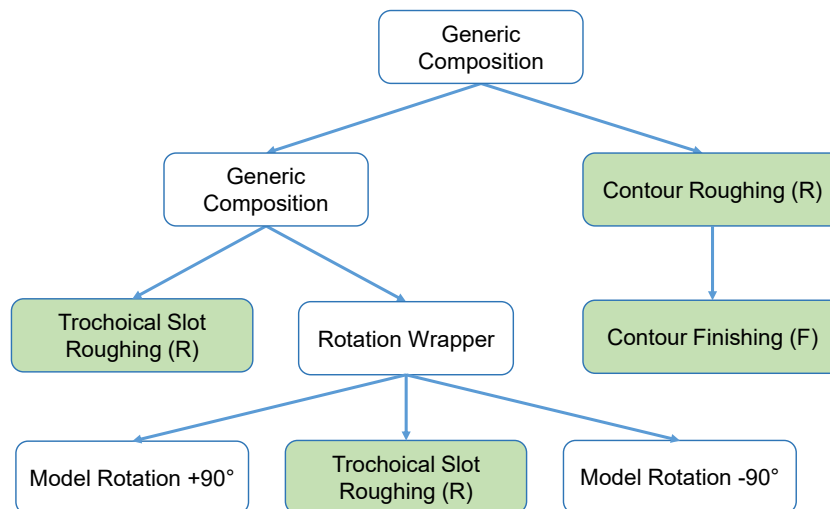 Generic
Composition
Generic
Composition
Contour Roughing (R)
Trochoical Slot
Roughing (R)
Rotation Wrapper
Contour Finishing (F)
Model Rotation +90°
Trochoical Slot
Roughing (R)
Model Rotation -90°